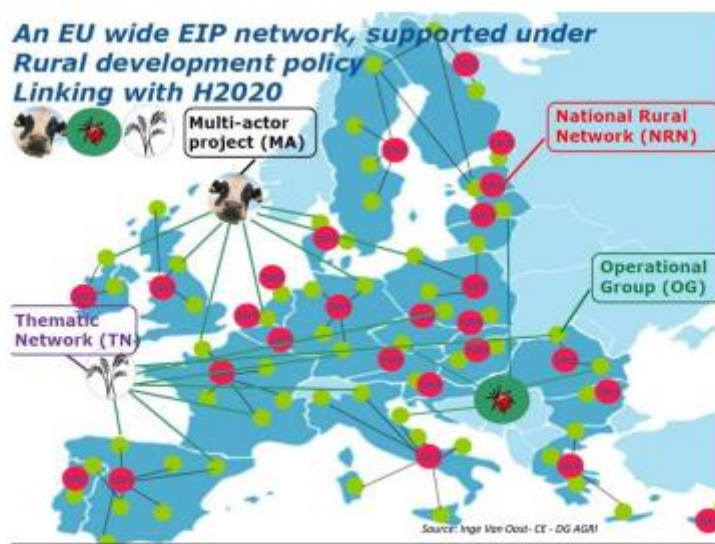 An EU wide EIP network, supported under
Rural development policy
Linking with H2020
Multi-actor
project (MA)
National Rural
Network (NRN)
Operational
Group (OG)
Thematic
Network (TN
Source: Inge Van Oost- CE - DG AGRI